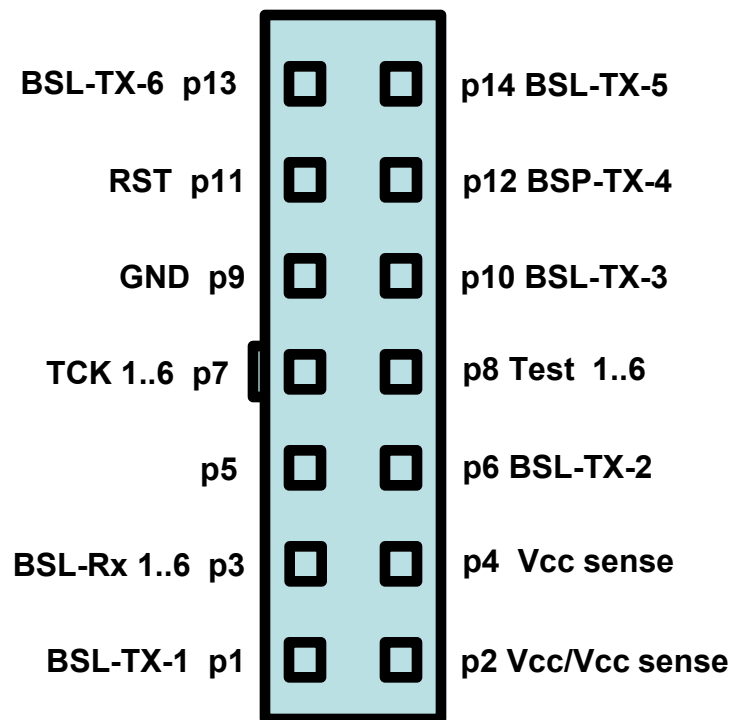 BSL-TX-6 p13 p14 BSL-TX-5
RST p11 p12 BSP-TX-4
GND p9 p10 BSL-TX-3
TCK 1..6 p7 p8 Test 1..6
p5 p6 BSL-TX-2
BSL-Rx 1..6 p3 p4 Vcc sense
BSL-TX-1 p1 p2 Vcc/Vcc sense